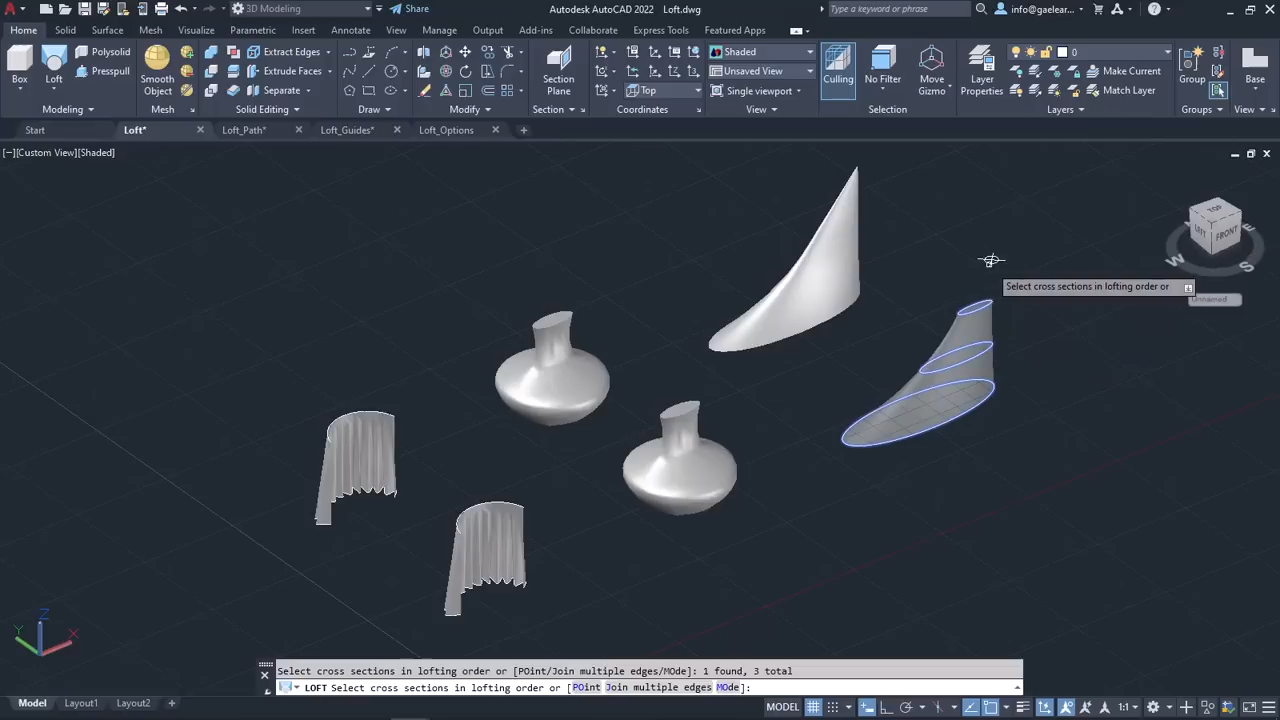 3D Modeling
Share
Autodesk AutoCAD 2022 Loft.dwg
Type a keyword or phrase
info@gaelear...
Home Solid Surface Mesh Visualize Parametric Insert Annotate View Manage Output Add-ins Collaborate Express Tools Featured Apps
Box
Loft
Polysolid
Presspull
Modeling
Smooth
Object
Mesh
Extract Edges
Extrude Faces
Separate
Solid Editing
Draw
Modify
Section
Plane
Section
Top
Coordinates
Shaded
Unsaved View
Single viewport
View
Culling
No Filter
Move
Gizmo
Selection
Layer
Properties
0
Make Current
Match Layer
Layers
Group
Groups
Base
View
Start Loft* Loft_Path* Loft_Guides* Loft_Options
[−][Custom View][Shaded]
TOP
LEFT
FRONT
W
S
E
Select cross sections in lofting order or
Unnamed
Z
Y
X
Select cross sections in lofting order or [POint/Join multiple edges/MOde]: 1 found, 3 total
LOFT Select cross sections in lofting order or [POint Join multiple edges MOde]:
Model Layout1 Layout2
MODEL
1:1